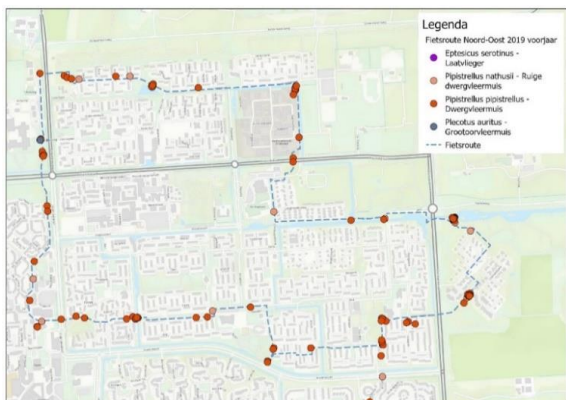 Legenda
Fietsroute Noord-Oost 2019 voorjaar
Eptesicus serotinus -
Laatvlieger
Pipistrellus nathusii - Ruige
dwergvleermuis
Pipistrellus pipistrellus -
Dwergvleermuis
Plecotus auritus -
Grootoorvleermuis
Fietsroute